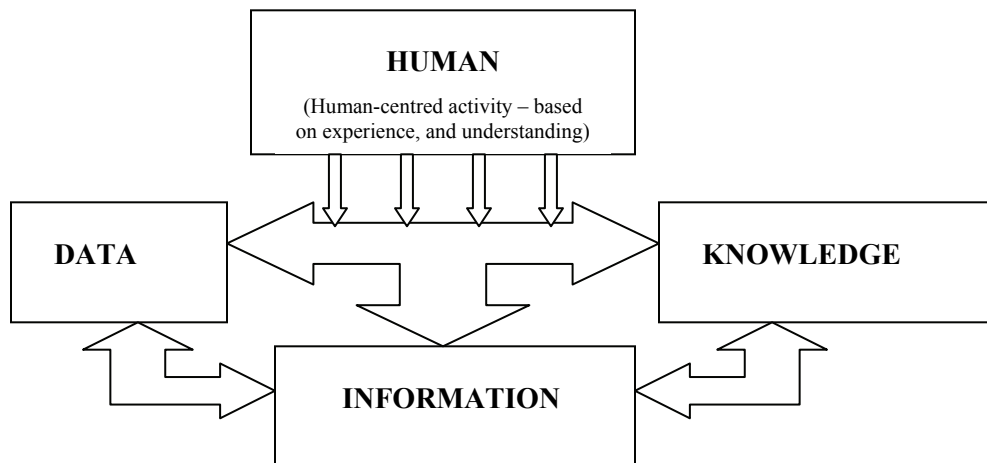 HUMAN
(Human-centred activity – based
on experience, and understanding)
DATA
KNOWLEDGE
INFORMATION